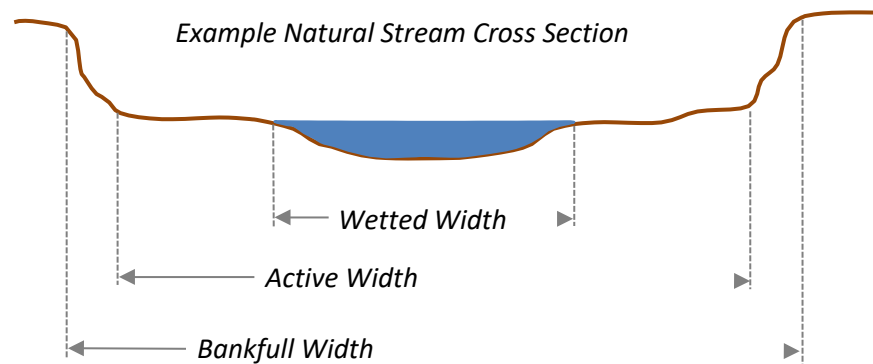 Example Natural Stream Cross Section
Wetted Width
Active Width
Bankfull Width